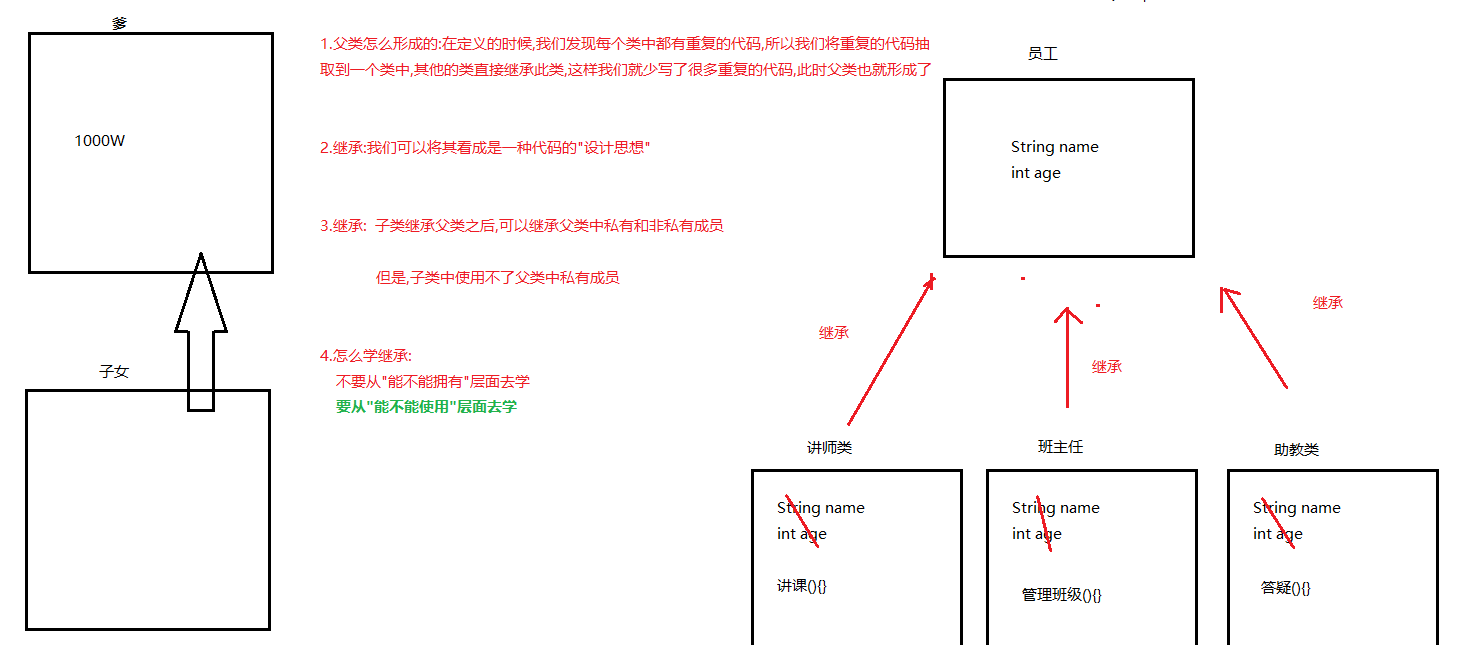 爹
1000W
子女
1.父类怎么形成的:在定义的时候,我们发现每个类中都有重复的代码,所以我们将重复的代码抽
取到一个类中,其他的类直接继承此类,这样我们就少写了很多重复的代码,此时父类也就形成了
2.继承:我们可以将其看成是一种代码的"设计思想"
3.继承: 子类继承父类之后,可以继承父类中私有和非私有成员
但是,子类中使用不了父类中私有成员
4.怎么学继承:
不要从"能不能拥有"层面去学
要从"能不能使用"层面去学
员工
String name
int age
继承
继承
继承
讲师类
String name
int age
讲课(){}
班主任
String name
int age
管理班级(){}
助教类
String name
int age
答疑(){}